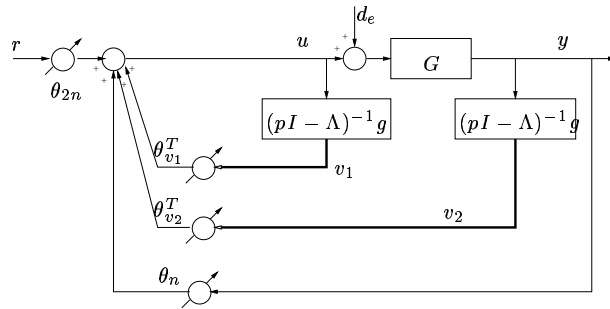 d_e
r
u
y
+
+
G
+
+
+
+
θ_{2n}
(pI − Λ)^{−1}g
(pI − Λ)^{−1}g
θ_{v_1}^T
v_1
θ_{v_2}^T
v_2
θ_n